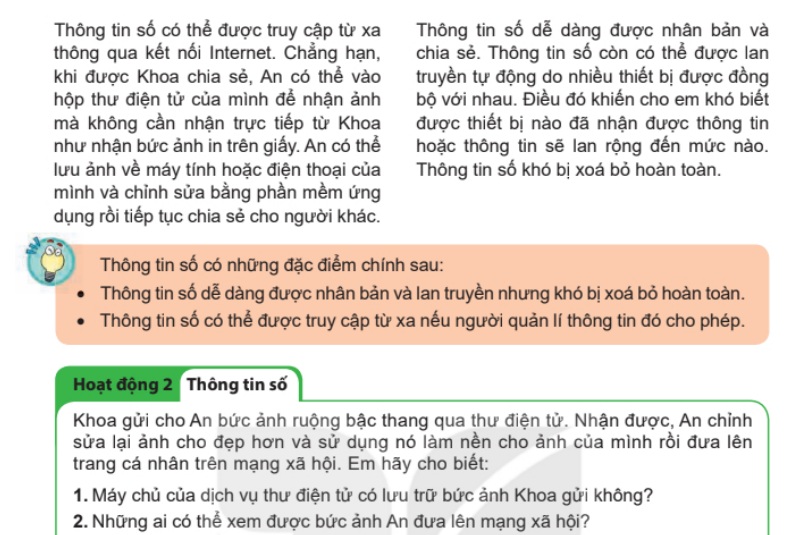 Thông tin số có thể được truy cập từ xa
thông qua kết nối Internet. Chẳng hạn,
khi được Khoa chia sẻ, An có thể vào
hộp thư điện tử của mình để nhận ảnh
mà không cần nhận trực tiếp từ Khoa
như nhận bức ảnh in trên giấy. An có thể
lưu ảnh về máy tính hoặc điện thoại của
mình và chỉnh sửa bằng phần mềm ứng
dụng rồi tiếp tục chia sẻ cho người khác.
Thông tin số dễ dàng được nhân bản và
chia sẻ. Thông tin số còn có thể được lan
truyền tự động do nhiều thiết bị được đồng
bộ với nhau. Điều đó khiến cho em khó biết
được thiết bị nào đã nhận được thông tin
hoặc thông tin sẽ lan rộng đến mức nào.
Thông tin số khó bị xoá bỏ hoàn toàn.
Thông tin số có những đặc điểm chính sau:
• Thông tin số dễ dàng được nhân bản và lan truyền nhưng khó bị xoá bỏ hoàn toàn.
• Thông tin số có thể được truy cập từ xa nếu người quản lí thông tin đó cho phép.
Hoạt động 2 Thông tin số
Khoa gửi cho An bức ảnh ruộng bậc thang qua thư điện tử. Nhận được, An chỉnh
sửa lại ảnh cho đẹp hơn và sử dụng nó làm nền cho ảnh của mình rồi đưa lên
trang cá nhân trên mạng xã hội. Em hãy cho biết:
1. Máy chủ của dịch vụ thư điện tử có lưu trữ bức ảnh Khoa gửi không?
2. Những ai có thể xem được bức ảnh An đưa lên mạng xã hội?